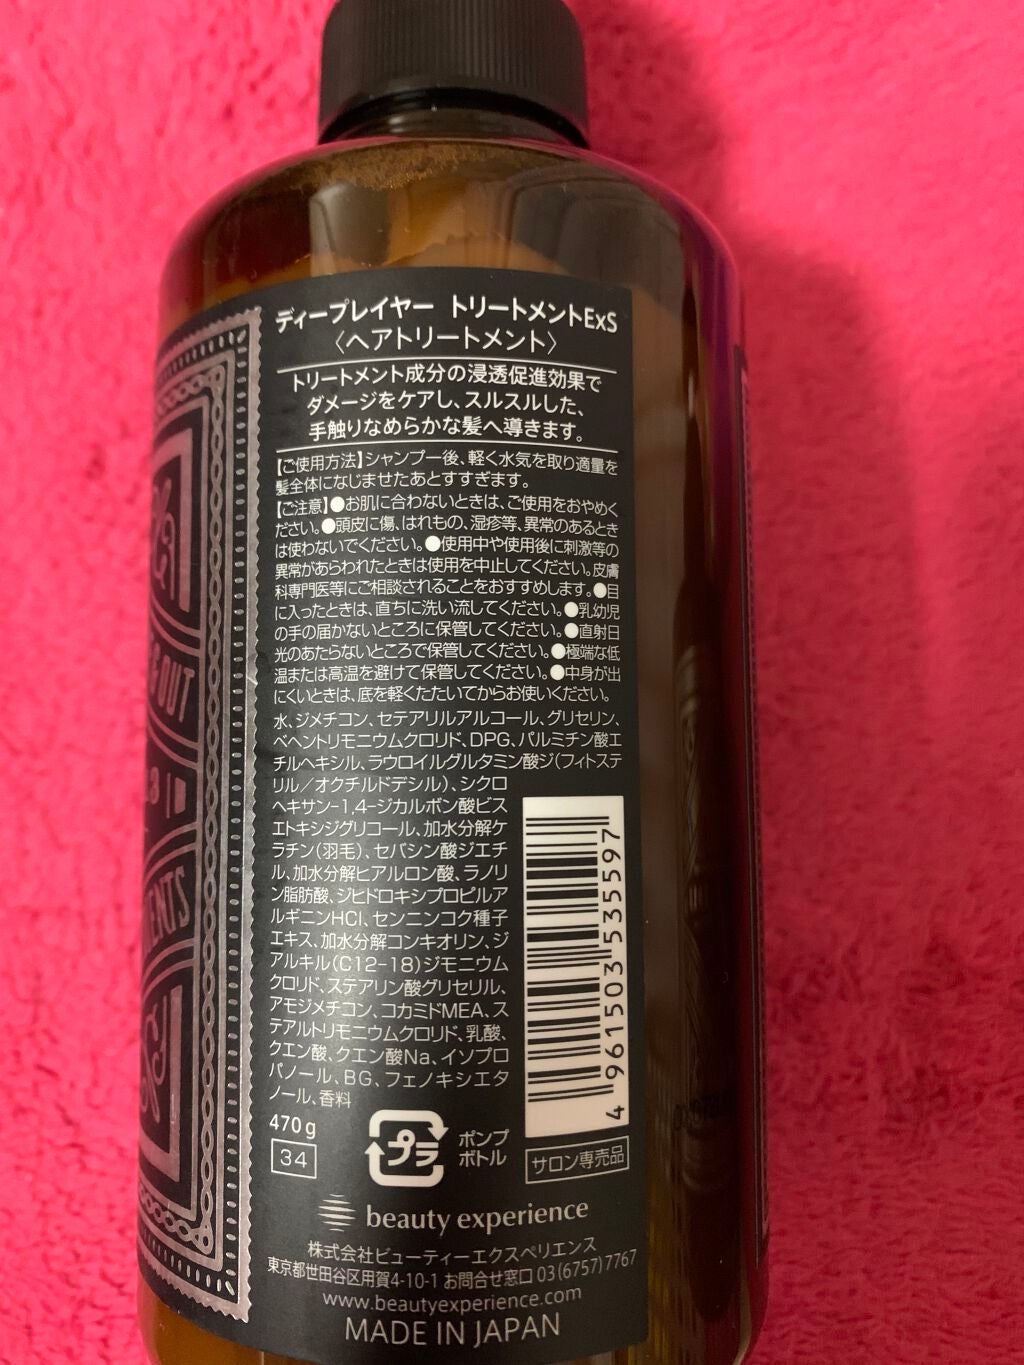 ディープレイヤー トリートメントExS
〈ヘアトリートメント〉
トリートメント成分の浸透促進効果で
ダメージをケアし、スルスルした、
手触りなめらかな髪へ導きます。
【ご使用方法】シャンプー後、軽く水気を取り適量を
髪全体になじませたあとすすぎます。
【ご注意】●お肌に合わないときは、ご使用をおやめく
ださい。●頭皮に傷、はれもの、湿疹等、異常のあるとき
は使わないでください。●使用中や使用後に刺激等の
異常があらわれたときは使用を中止してください。皮膚
科専門医等にご相談されることをおすすめします。●目
に入ったときは、直ちに洗い流してください。●乳幼児
の手の届かないところに保管してください。●直射日
光のあたらないところで保管してください。●極端な低
温または高温を避けて保管してください。●中身が出
にくいときは、底を軽くたたいてからお使いください。
水、ジメチコン、セテアリルアルコール、グリセリン、
ベヘントリモニウムクロリド、DPG、パルミチン酸エ
チルヘキシル、ラウロイルグルタミン酸ジ(フィトステ
リル/オクチルドデシル)、シクロ
ヘキサン-1,4-ジカルボン酸ビス
エトキシジグリコール、加水分解ケ
ラチン(羽毛)、セバシン酸ジエチ
ル、加水分解ヒアルロン酸、ラノリ
ン脂肪酸、ジヒドロキシプロピルア
ルギニンHCl、センニンコク種子
エキス、加水分解コンキオリン、ジ
アルキル(C12-18)ジモニウム
クロリド、ステアリン酸グリセリル、
アモジメチコン、コカミドMEA、ス
テアルトリモニウムクロリド、乳酸、
クエン酸、クエン酸Na、イソプロ
パノール、BG、フェノキシエタ
ノール、香料
4 961503 535597
470g
34
プラ
ポンプ
ボトル
サロン専売品
beauty experience
株式会社ビューティーエクスペリエンス
東京都世田谷区用賀4-10-1 お問合せ窓口 03(6757)7767
www.beautyexperience.com
MADE IN JAPAN
& OUT
MENTS